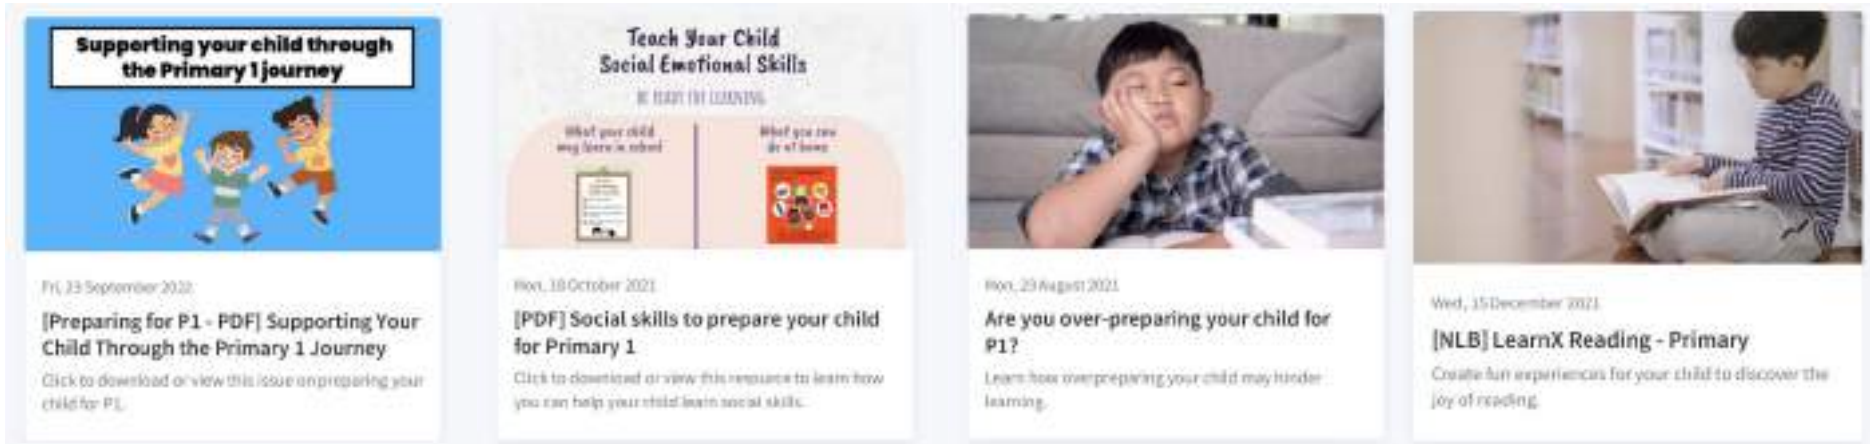 Supporting your child through
the Primary 1 journey
Fri, 23 September 2022
[Preparing for P1 - PDF] Supporting Your
Child Through the Primary 1 Journey
Click to download or view this issue on preparing your
child for P1.
Teach Your Child
Social Emotional Skills
BE READY FOR LEARNING
What your child
may learn in school
What you can
do at home
Mon, 18 October 2021
[PDF] Social skills to prepare your child
for Primary 1
Click to download or view this resource to learn how
you can help your child learn social skills.
Mon, 23 August 2021
Are you over-preparing your child for
P1?
Learn how overpreparing your child may hinder
learning.
Wed, 15 December 2021
[NLB] LearnX Reading - Primary
Create fun experiences for your child to discover the
joy of reading.